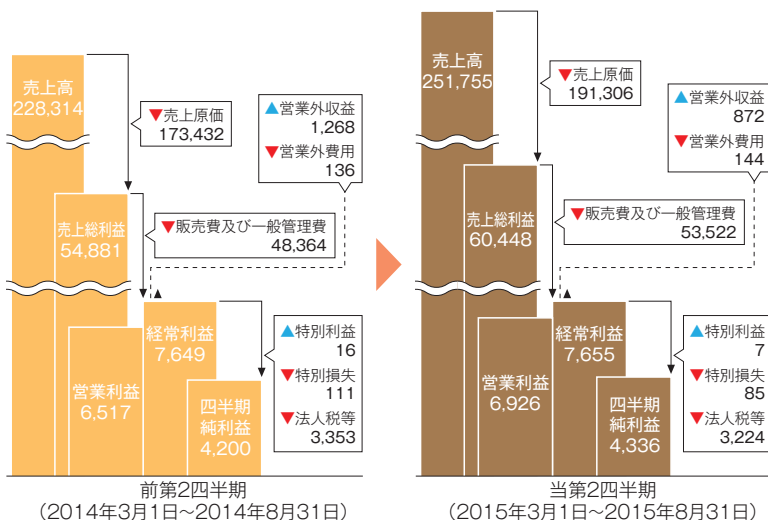 売上高
228,314
▼売上原価
173,432
▲営業外収益
1,268
▼営業外費用
136
売上総利益
54,881
▼販売費及び一般管理費
48,364
経常利益
7,649
営業利益
6,517
四半期
純利益
4,200
▲特別利益
16
▼特別損失
111
▼法人税等
3,353
前第2四半期
（2014年3月1日～2014年8月31日）
売上高
251,755
▼売上原価
191,306
▲営業外収益
872
▼営業外費用
144
売上総利益
60,448
▼販売費及び一般管理費
53,522
経常利益
7,655
営業利益
6,926
四半期
純利益
4,336
▲特別利益
7
▼特別損失
85
▼法人税等
3,224
当第2四半期
（2015年3月1日～2015年8月31日）